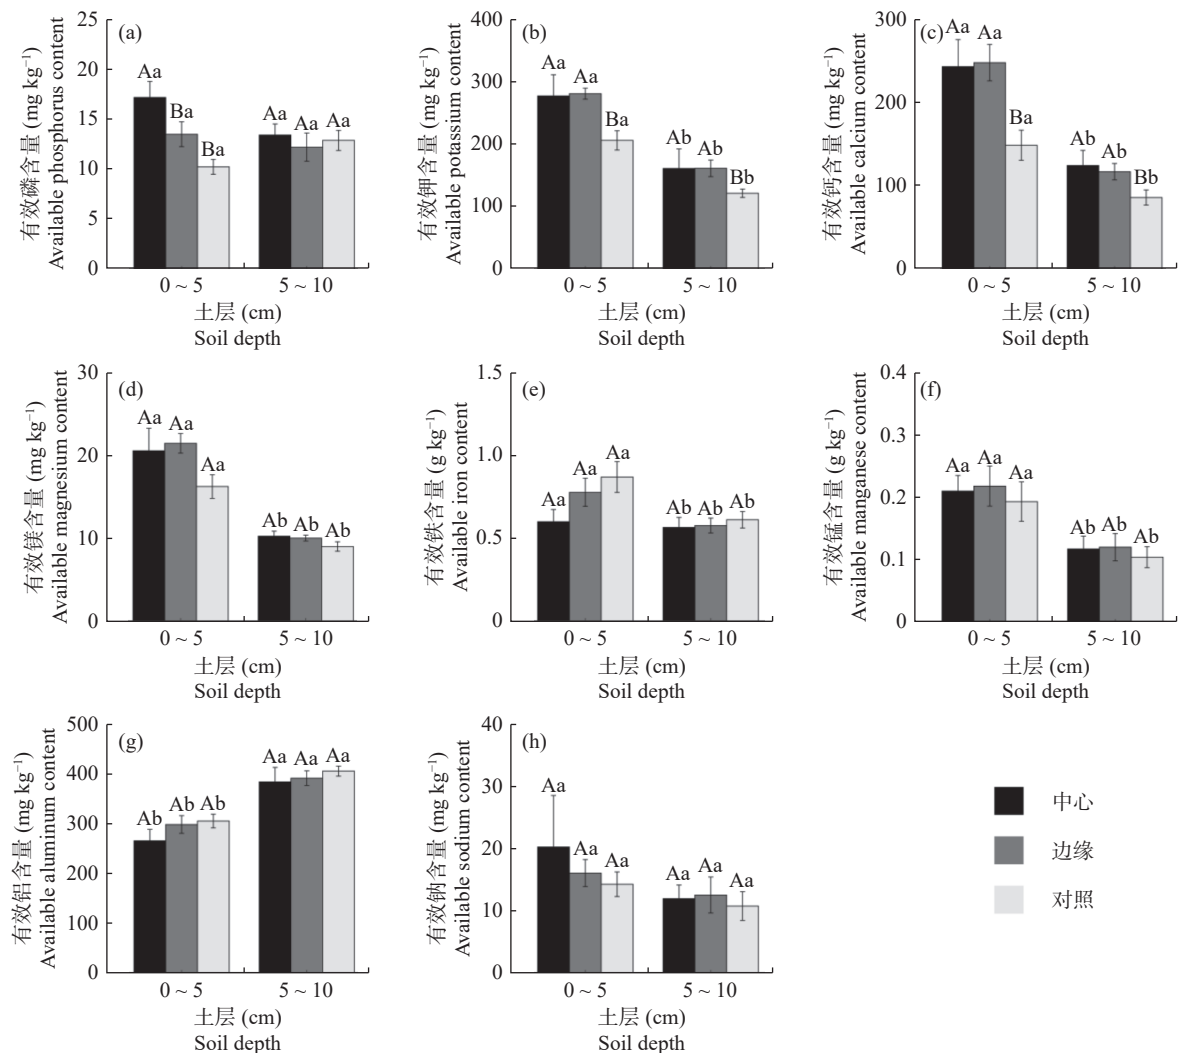 有效磷含量 (mg kg⁻¹)
Available phosphorus content
25
20
15
10
5
0
(a)
Aa
Ba
Ba
Aa
Aa
Aa
0 ~ 5
5 ~ 10
土层 (cm)
Soil depth
有效钾含量 (mg kg⁻¹)
Available potassium content
400
300
200
100
0
(b)
Aa
Aa
Ba
Ab
Ab
Bb
0 ~ 5
5 ~ 10
土层 (cm)
Soil depth
有效钙含量 (mg kg⁻¹)
Available calcium content
300
200
100
0
(c)
Aa
Aa
Ba
Ab
Ab
Bb
0 ~ 5
5 ~ 10
土层 (cm)
Soil depth
有效镁含量 (mg kg⁻¹)
Available magnesium content
30
20
10
0
(d)
Aa
Aa
Aa
Ab
Ab
Ab
0 ~ 5
5 ~ 10
土层 (cm)
Soil depth
有效铁含量 (g kg⁻¹)
Available iron content
1.5
1.0
0.5
0
(e)
Aa
Aa
Aa
Ab
Ab
Ab
0 ~ 5
5 ~ 10
土层 (cm)
Soil depth
有效锰含量 (g kg⁻¹)
Available manganese content
0.4
0.3
0.2
0.1
0
(f)
Aa
Aa
Aa
Ab
Ab
Ab
0 ~ 5
5 ~ 10
土层 (cm)
Soil depth
有效铝含量 (mg kg⁻¹)
Available aluminum content
500
400
300
200
100
0
(g)
Ab
Ab
Ab
Aa
Aa
Aa
0 ~ 5
5 ~ 10
土层 (cm)
Soil depth
有效钠含量 (mg kg⁻¹)
Available sodium content
40
30
20
10
0
(h)
Aa
Aa
Aa
Aa
Aa
Aa
0 ~ 5
5 ~ 10
土层 (cm)
Soil depth
中心
边缘
对照